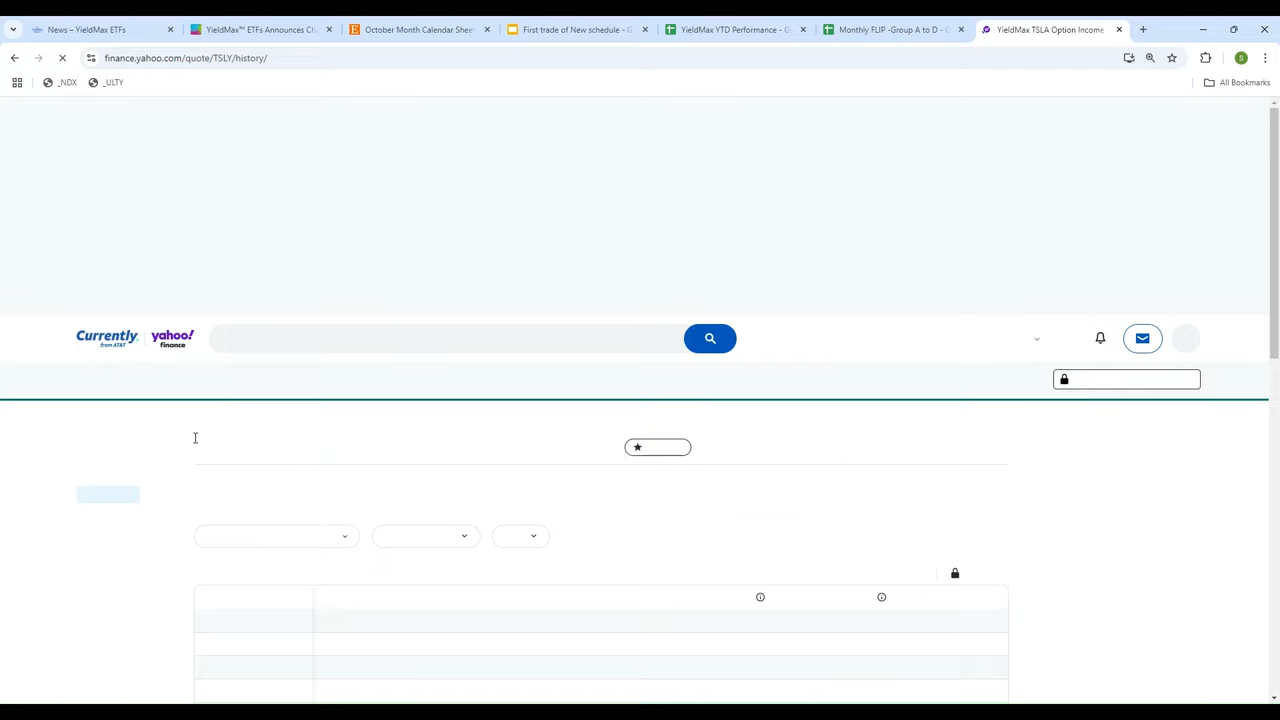 News – YieldMax ETFs
YieldMax™ ETFs Announces Ch
October Month Calendar Sheet
First trade of New schedule - G
YieldMax YTD Performance - G
Monthly FLIP -Group A to D - G
YieldMax TSLA Option Income
finance.yahoo.com/quote/TSLY/history/
S
_NDX
_ULTY
All Bookmarks
Currently
from AT&T
yahoo!
finance